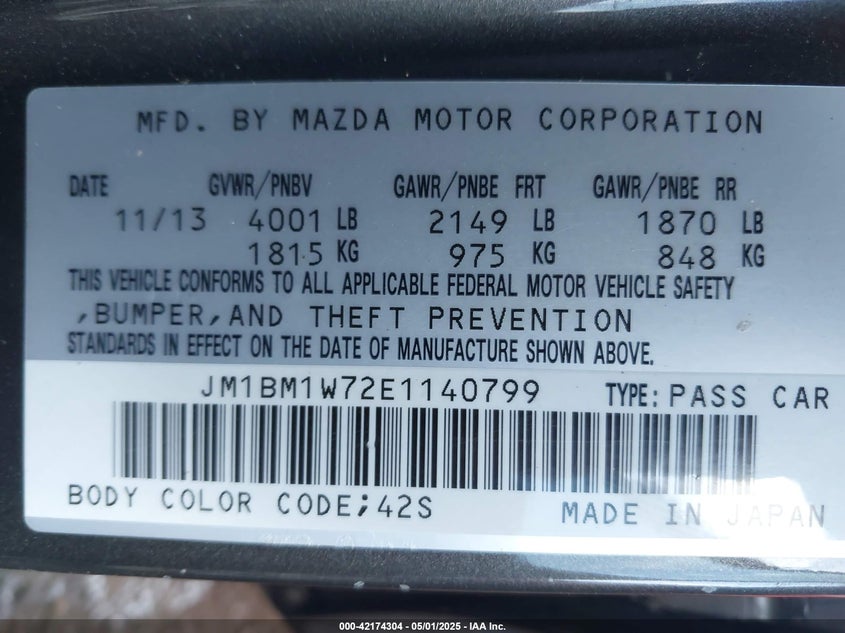 MFD. BY MAZDA MOTOR CORPORATION
DATE GVWR/PNBV GAWR/PNBE FRT GAWR/PNBE RR
11/13 4001 LB 2149 LB 1870 LB
1815 KG 975 KG 848 KG
THIS VEHICLE CONFORMS TO ALL APPLICABLE FEDERAL MOTOR VEHICLE SAFETY
,BUMPER,AND THEFT PREVENTION
STANDARDS IN EFFECT ON THE DATE OF MANUFACTURE SHOWN ABOVE.
JM1BM1W72E1140799 TYPE: PASS CAR
BODY COLOR CODE;42S MADE IN JAPAN
000-42174304 - 05/01/2025 - IAA Inc.